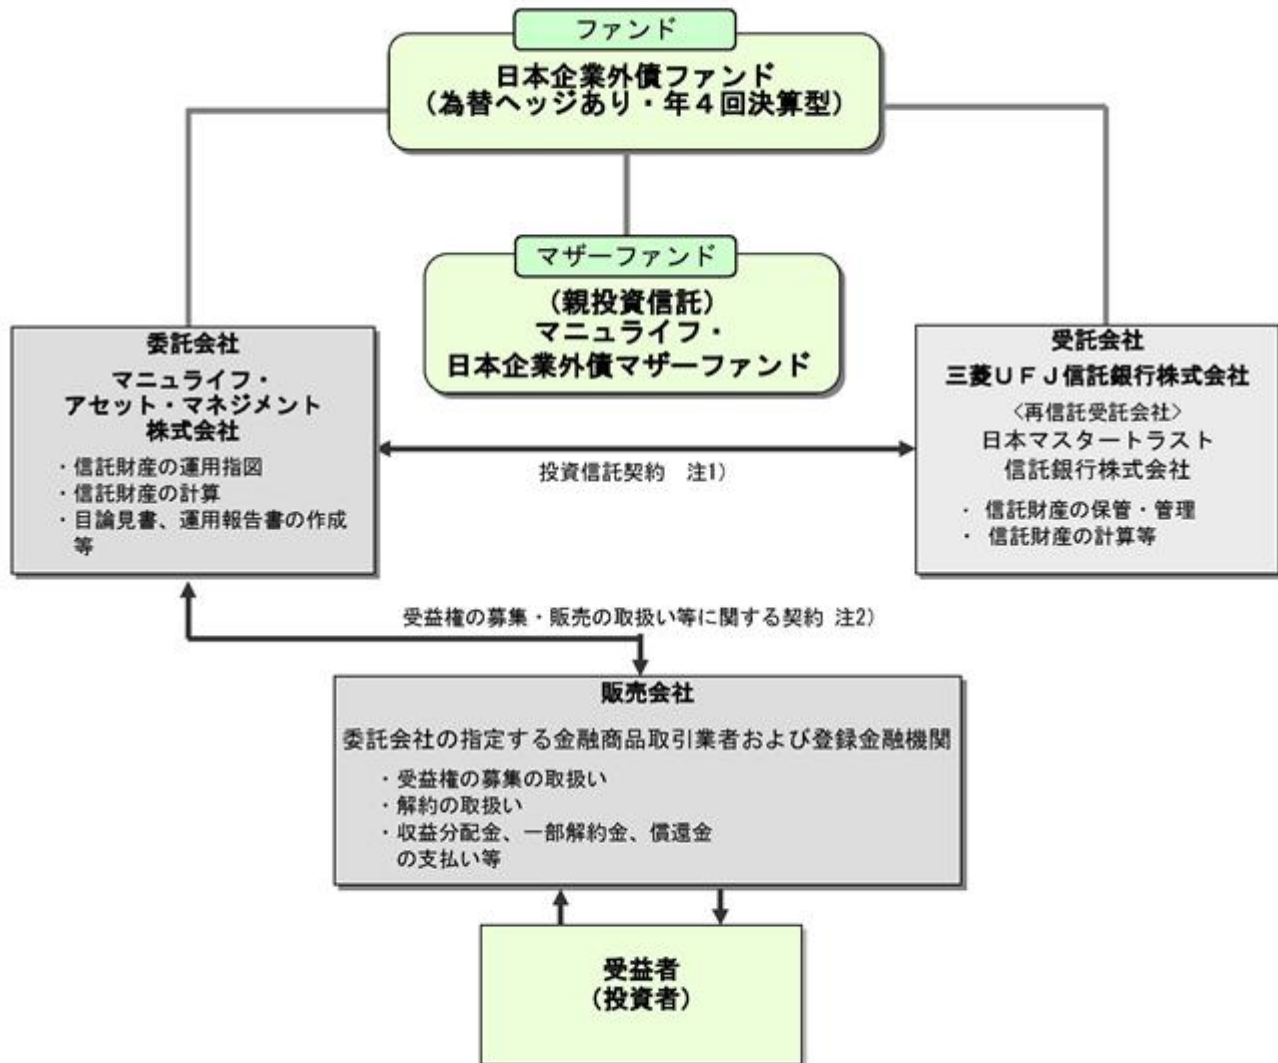 ファンド
日本企業外債ファンド
（為替ヘッジあり・年４回決算型）
マザーファンド
（親投資信託）
マニュライフ・
日本企業外債マザーファンド
委託会社
マニュライフ・
アセット・マネジメント
株式会社
・信託財産の運用指図
・信託財産の計算
・目論見書、運用報告書の作成
等
受託会社
三菱ＵＦＪ信託銀行株式会社
〈再信託受託会社〉
日本マスタートラスト
信託銀行株式会社
・ 信託財産の保管・管理
・ 信託財産の計算等
投資信託契約　注1）
受益権の募集・販売の取扱い等に関する契約 注2）
販売会社
委託会社の指定する金融商品取引業者および登録金融機関
・受益権の募集の取扱い
・解約の取扱い
・収益分配金、一部解約金、償還金
の支払い等
受益者
（投資者）